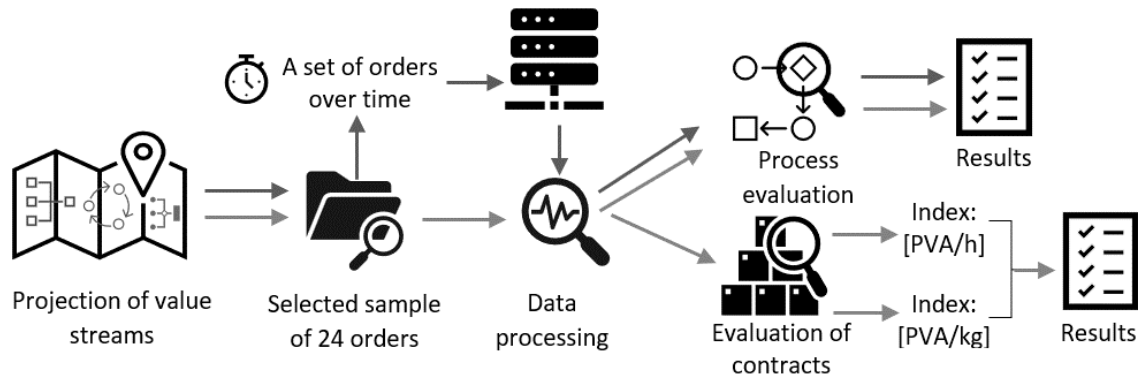 A set of orders
over time
Projection of value
streams
Selected sample
of 24 orders
Data
processing
Process
evaluation
Results
Evaluation of
contracts
Index:
[PVA/h]
Index:
[PVA/kg]
Results